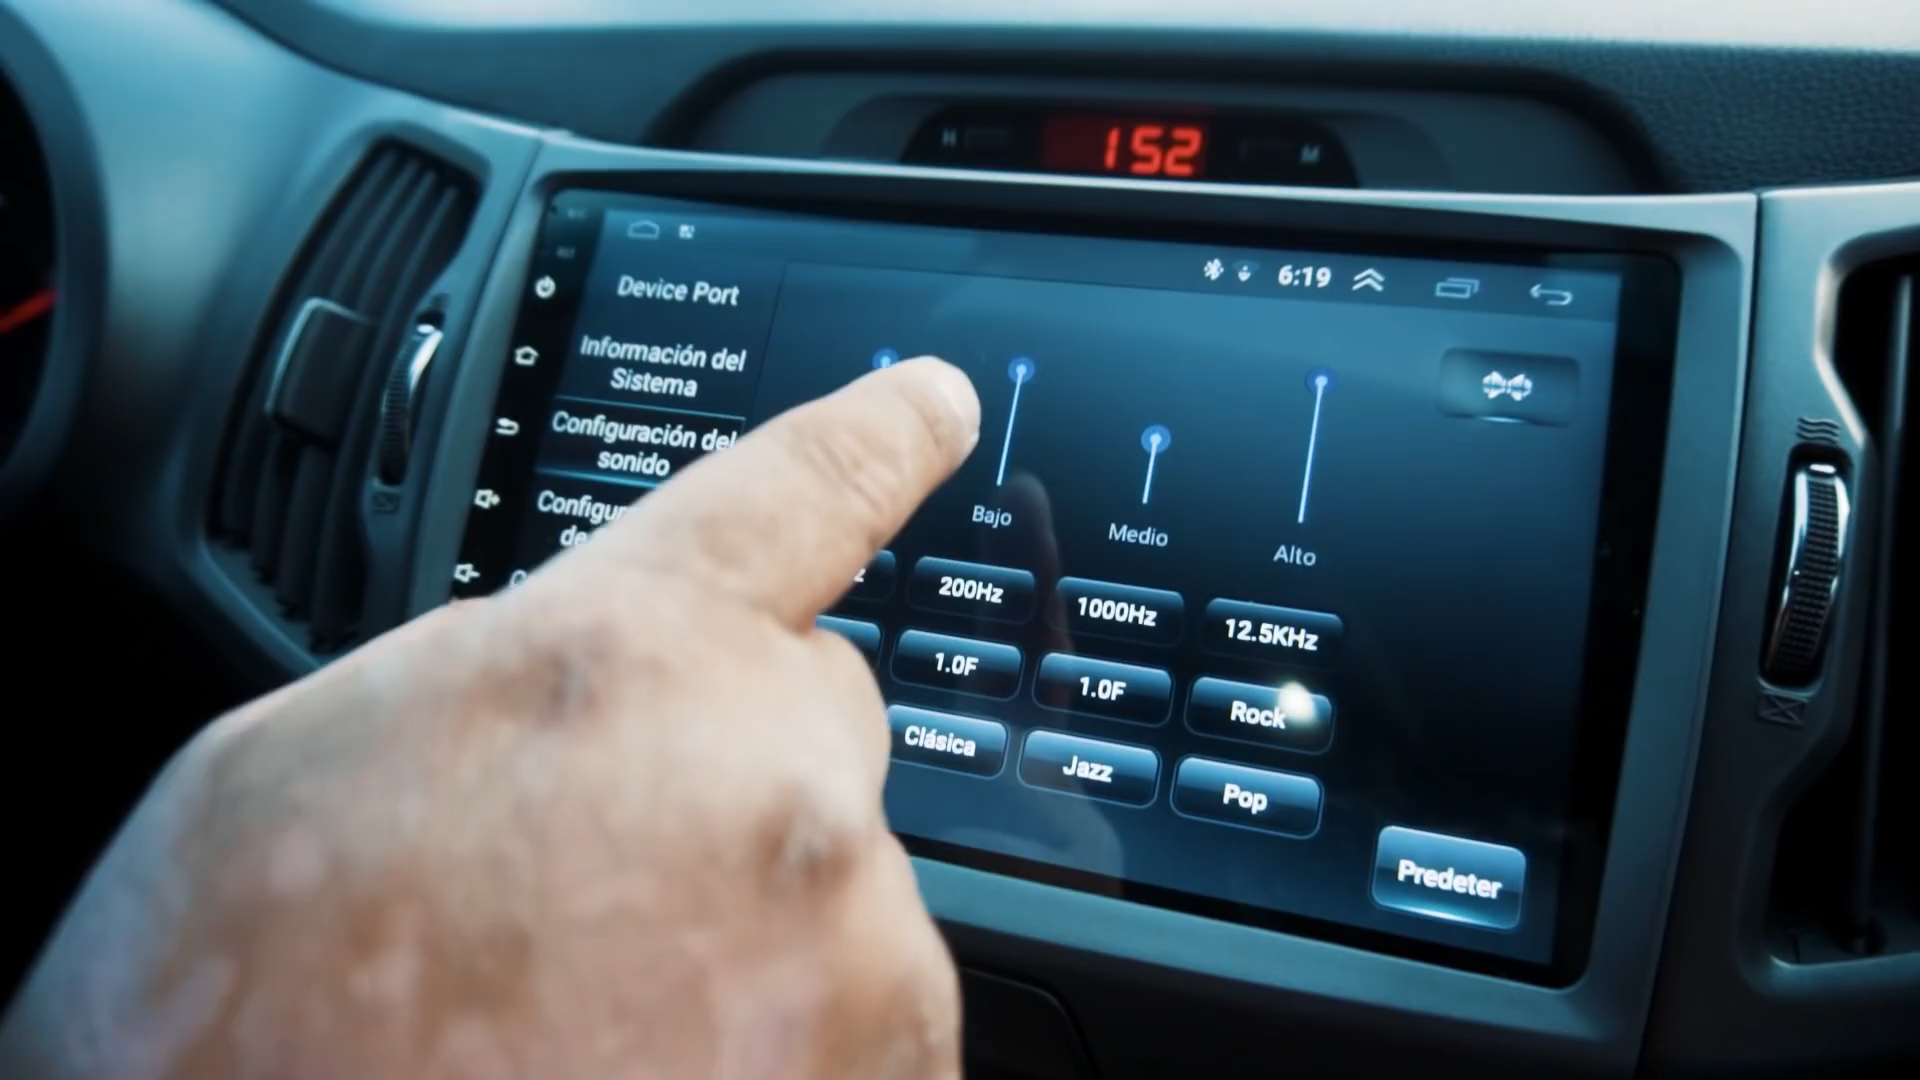 H
152
M
6:19
Device Port
Información del
Sistema
Configuración del
sonido
Bajo
Medio
Alto
200Hz
1000Hz
12.5KHz
1.0F
1.0F
Rock
Clásica
Jazz
Pop
Predeter